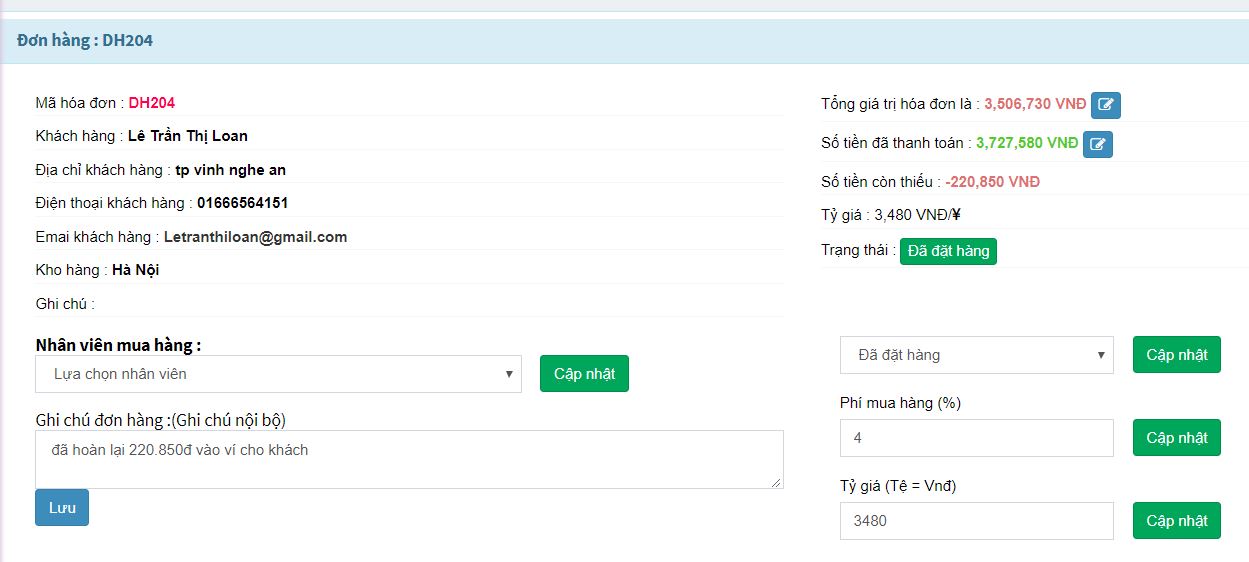 Đơn hàng : DH204
Mã hóa đơn : DH204
Khách hàng : Lê Trần Thị Loan
Địa chỉ khách hàng : tp vinh nghe an
Điện thoại khách hàng : 01666564151
Emai khách hàng : Letranthiloan@gmail.com
Kho hàng : Hà Nội
Ghi chú :
Nhân viên mua hàng :
Lựa chọn nhân viên
Cập nhật
Ghi chú đơn hàng :(Ghi chú nội bộ)
đã hoàn lại 220.850đ vào ví cho khách
Lưu
Tổng giá trị hóa đơn là : 3,506,730 VNĐ
Số tiền đã thanh toán : 3,727,580 VNĐ
Số tiền còn thiếu : -220,850 VNĐ
Tỷ giá : 3,480 VNĐ/¥
Trạng thái : Đã đặt hàng
Đã đặt hàng
Cập nhật
Phí mua hàng (%)
4
Cập nhật
Tỷ giá (Tệ = Vnđ)
3480
Cập nhật